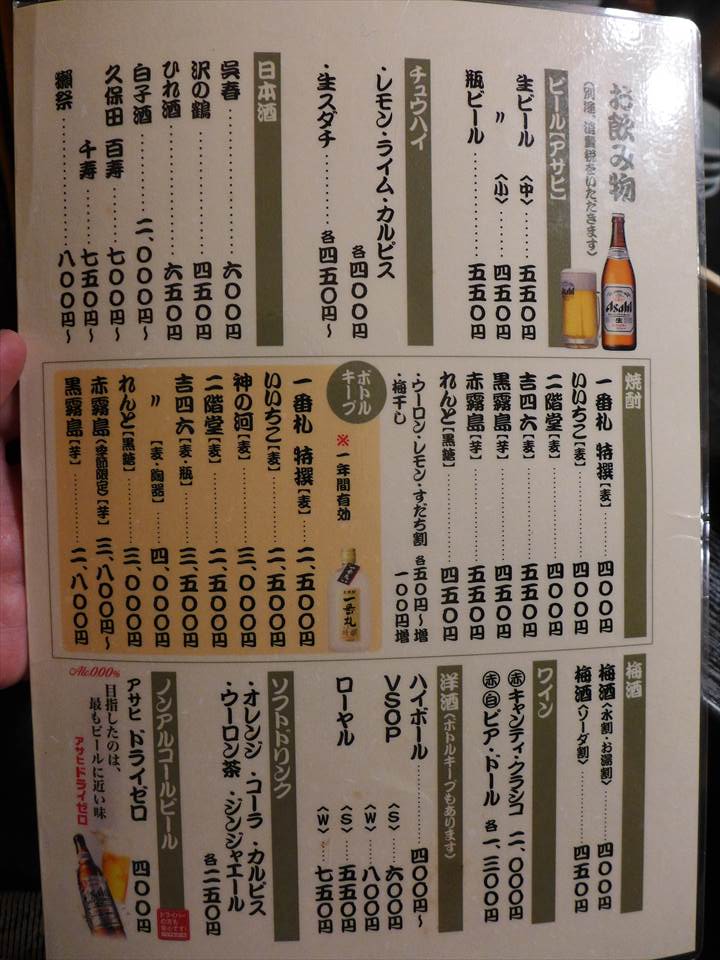 お飲み物
〈別途、消費税をいただきます〉
ビール【アサヒ】
生ビール 〈中〉……五五〇円
〃 〈小〉……四五〇円
瓶ビール……………五五〇円
チュウハイ
・レモン・ライム・カルピス
各四〇〇円
・生スダチ…………各四五〇円～
日本酒
呉春……………六〇〇円
沢の鶴…………四五〇円
ひれ酒…………六五〇円
白子酒………二、〇〇〇円～
久保田 百寿……七〇〇円～
千寿……七五〇円～
獺祭……………八〇〇円～
Asahi
生
焼酎
一番札 特撰【麦】……四〇〇円
いいちこ【麦】…………四〇〇円
二階堂【麦】……………四〇〇円
吉四六【麦】……………五五〇円
黒霧島【芋】……………四五〇円
赤霧島【芋】……………五五〇円
れんと【黒糖】…………四五〇円
・ウーロン・レモン・すだち割 各五〇円～増
・梅干し 一〇〇円増
ボトルキープ
※一年間有効
一番札 特撰【麦】……二、五〇〇円
いいちこ【麦】………二、五〇〇円
神の河【麦】…………三、〇〇〇円
二階堂【麦】…………二、五〇〇円
吉四六【麦・瓶】……三、五〇〇円
〃 【麦・陶器】……四、〇〇〇円
れんと【黒糖】………三、〇〇〇円
赤霧島〈季節限定〉【芋】 三、八〇〇円～
黒霧島【芋】…………二、八〇〇円
一番札
梅酒
梅酒〈水割・お湯割〉……四〇〇円
梅酒〈ソーダ割〉………四五〇円
ワイン
赤キャンティ・クラシコ 二、〇〇〇円
赤白ビア・ドール 各一、三〇〇円
洋酒〈ボトルキープもあります〉
ハイボール……………四〇〇円～
VSOP 〈S〉……六〇〇円
〈W〉……八〇〇円
ローヤル 〈S〉……五五〇円
〈W〉……七五〇円
ソフトドリンク
・オレンジ ・コーラ ・カルピス
・ウーロン茶 ・ジンジャエール
各二五〇円
ノンアルコールビール
アサヒ ドライゼロ 四〇〇円
Alc.0.00%
目指したのは、
最もビールに近い味
アサヒドライゼロ
ドライバー
の方も
安心です！